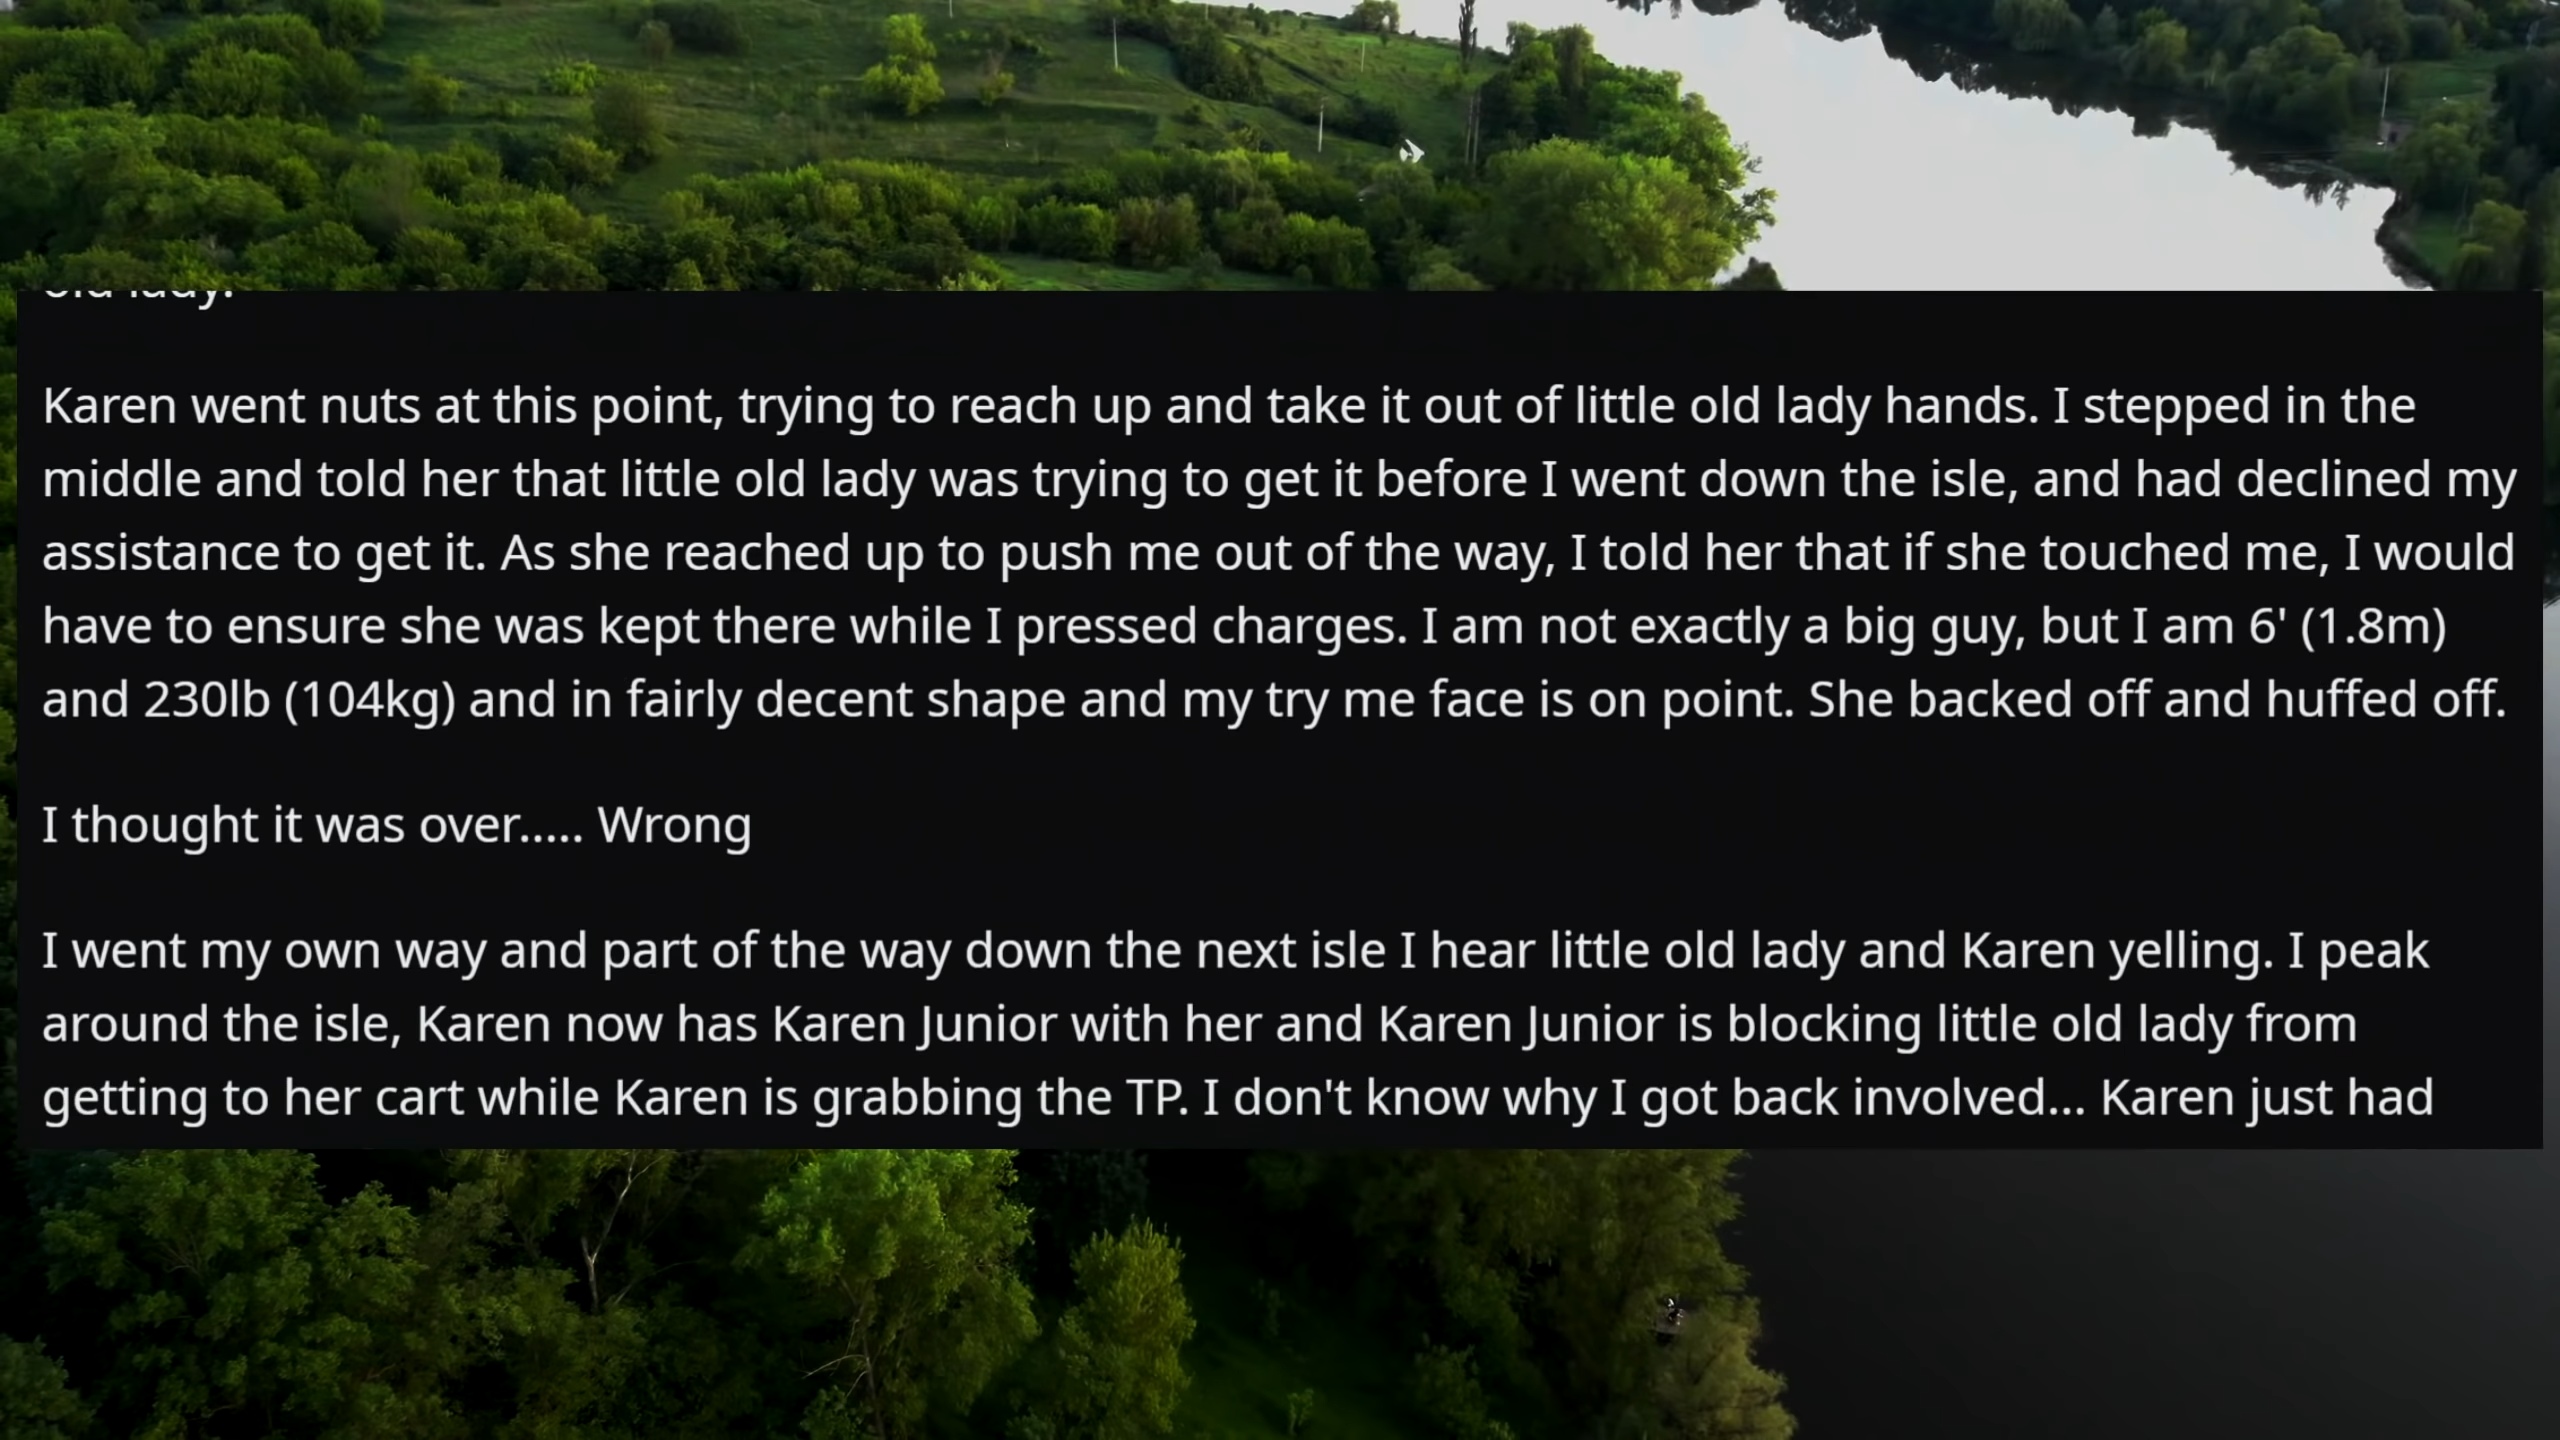 old lady.
Karen went nuts at this point, trying to reach up and take it out of little old lady hands. I stepped in the
middle and told her that little old lady was trying to get it before I went down the isle, and had declined my
assistance to get it. As she reached up to push me out of the way, I told her that if she touched me, I would
have to ensure she was kept there while I pressed charges. I am not exactly a big guy, but I am 6' (1.8m)
and 230lb (104kg) and in fairly decent shape and my try me face is on point. She backed off and huffed off.
I thought it was over..... Wrong
I went my own way and part of the way down the next isle I hear little old lady and Karen yelling. I peak
around the isle, Karen now has Karen Junior with her and Karen Junior is blocking little old lady from
getting to her cart while Karen is grabbing the TP. I don't know why I got back involved... Karen just had